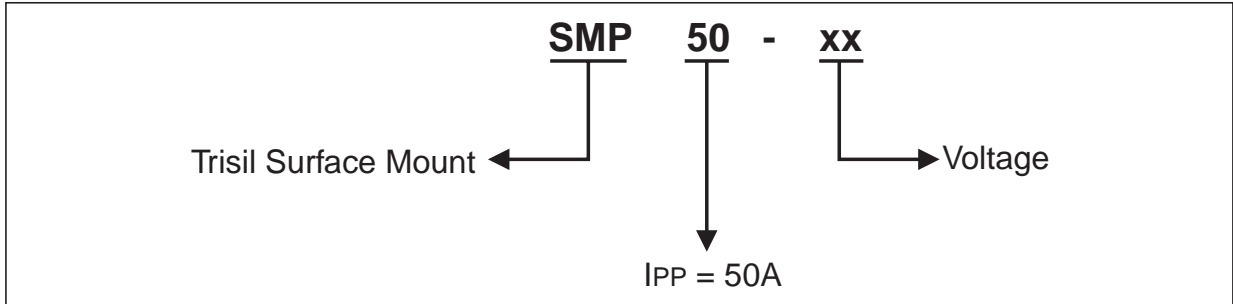 SMP 50 - xx
Trisil Surface Mount
Voltage
IPP = 50A